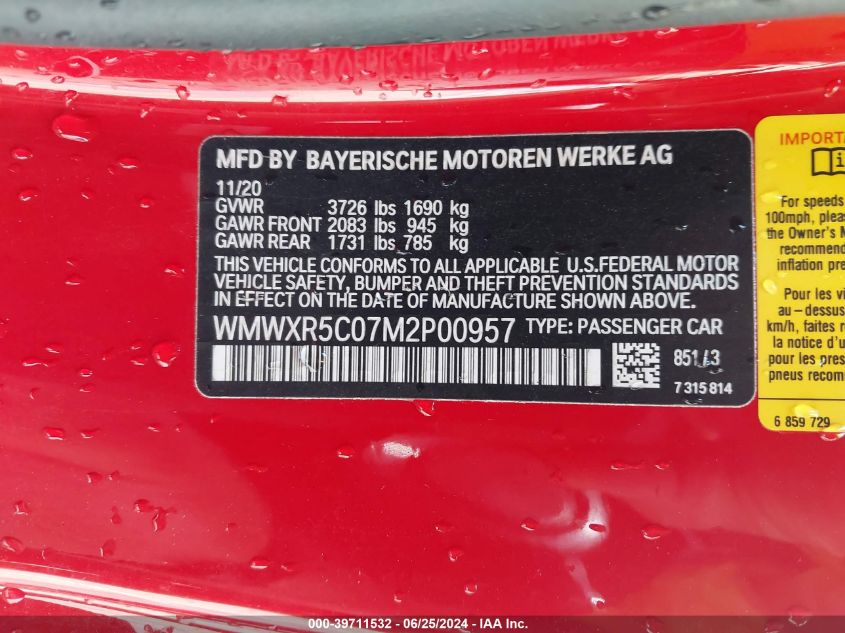 MFD BY BAYERISCHE MOTOREN WERKE AG
11/20
GVWR 3726 lbs 1690 kg
GAWR FRONT 2083 lbs 945 kg
GAWR REAR 1731 lbs 785 kg
THIS VEHICLE CONFORMS TO ALL APPLICABLE U.S.FEDERAL MOTOR
VEHICLE SAFETY, BUMPER AND THEFT PREVENTION STANDARDS
IN EFFECT ON THE DATE OF MANUFACTURE SHOWN ABOVE.
WMWXR5C07M2P00957 TYPE: PASSENGER CAR
7 315 814
IMPORTA
For speeds
100mph, pleas
the Owner's M
recommend
inflation pre
Pour les vi
au - dessus
km/h, faites r
la notice d'u
pour les pres
pneus recom
6 859 729
000-39711532 - 06/25/2024 - IAA Inc.